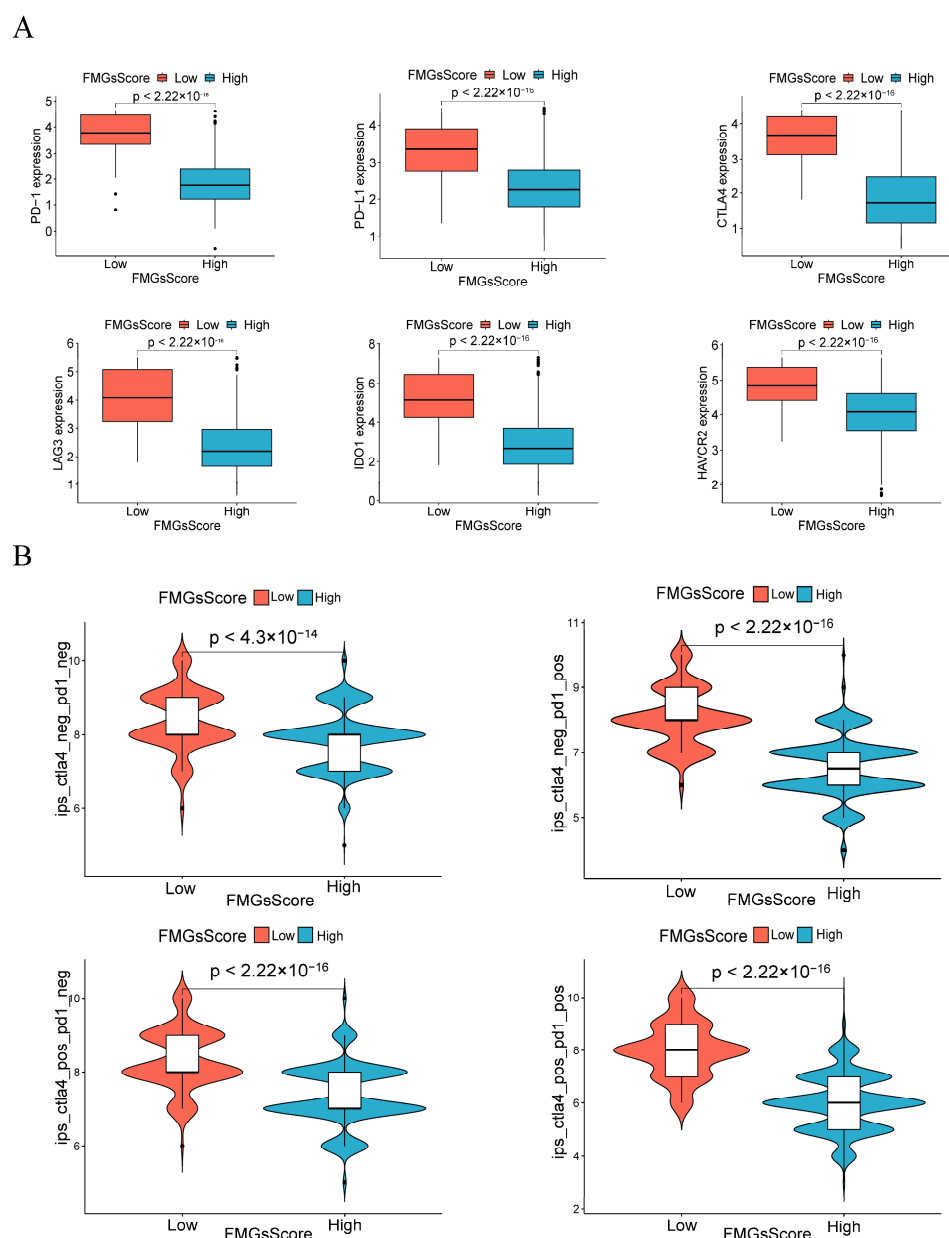 A
FMGsScore Low High
p < 2.22×10⁻¹⁶
PD−1 expression
5
4
3
2
1
0
Low High
FMGsScore
FMGsScore Low High
p < 2.22×10⁻¹⁶
PD−L1 expression
4
3
2
1
Low High
FMGsScore
FMGsScore Low High
p < 2.22×10⁻¹⁶
CTLA4 expression
4
3
2
1
Low High
FMGsScore
FMGsScore Low High
p < 2.22×10⁻¹⁶
LAG3 expression
6
5
4
3
2
1
Low High
FMGsScore
FMGsScore Low High
p < 2.22×10⁻¹⁶
IDO1 expression
8
6
4
2
0
Low High
FMGsScore
FMGsScore Low High
p < 2.22×10⁻¹⁶
HAVCR2 expression
6
5
4
3
2
Low High
FMGsScore
B
FMGsScore Low High
p < 4.3×10⁻¹⁴
ips_ctla4_neg_pd1_neg
10
8
6
Low High
FMGsScore
FMGsScore Low High
p < 2.22×10⁻¹⁶
ips_ctla4_neg_pd1_pos
11
9
7
5
Low High
FMGsScore
FMGsScore Low High
p < 2.22×10⁻¹⁶
ips_ctla4_pos_pd1_neg
10
8
6
Low High
FMGsScore
FMGsScore Low High
p < 2.22×10⁻¹⁶
ips_ctla4_pos_pd1_pos
10
8
6
4
2
Low High
FMGsScore